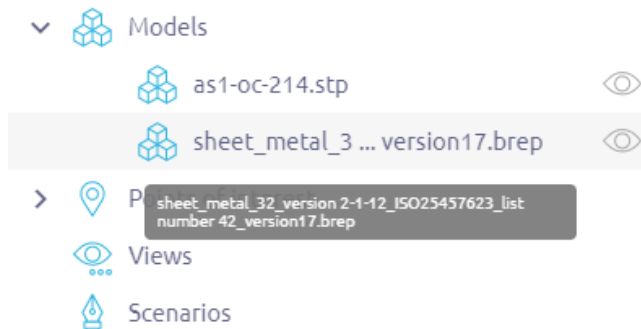 Models
as1-oc-214.stp
sheet_metal_3 ... version17.brep
sheet_metal_32_version 2-1-12_ISO25457623_list
number 42_version17.brep
Views
Scenarios